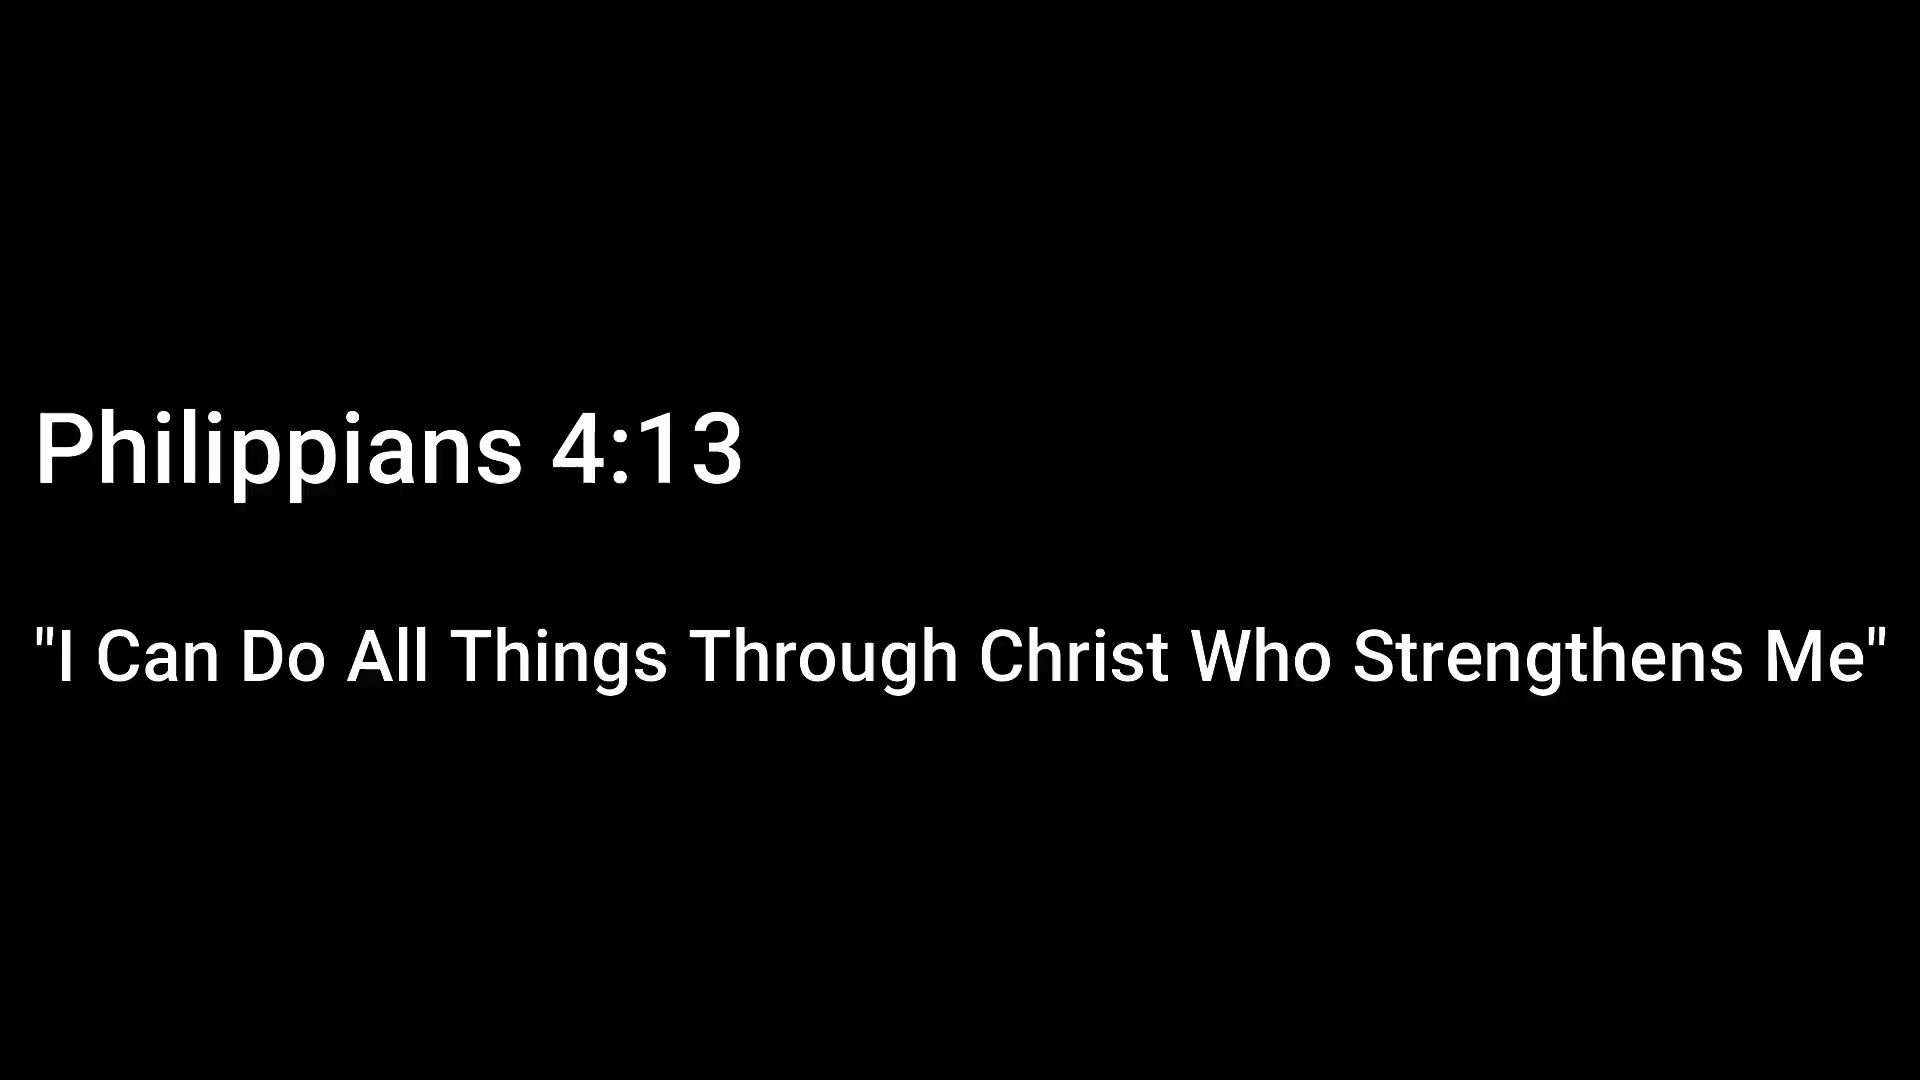 Philippians 4:13
"I Can Do All Things Through Christ Who Strengthens Me"